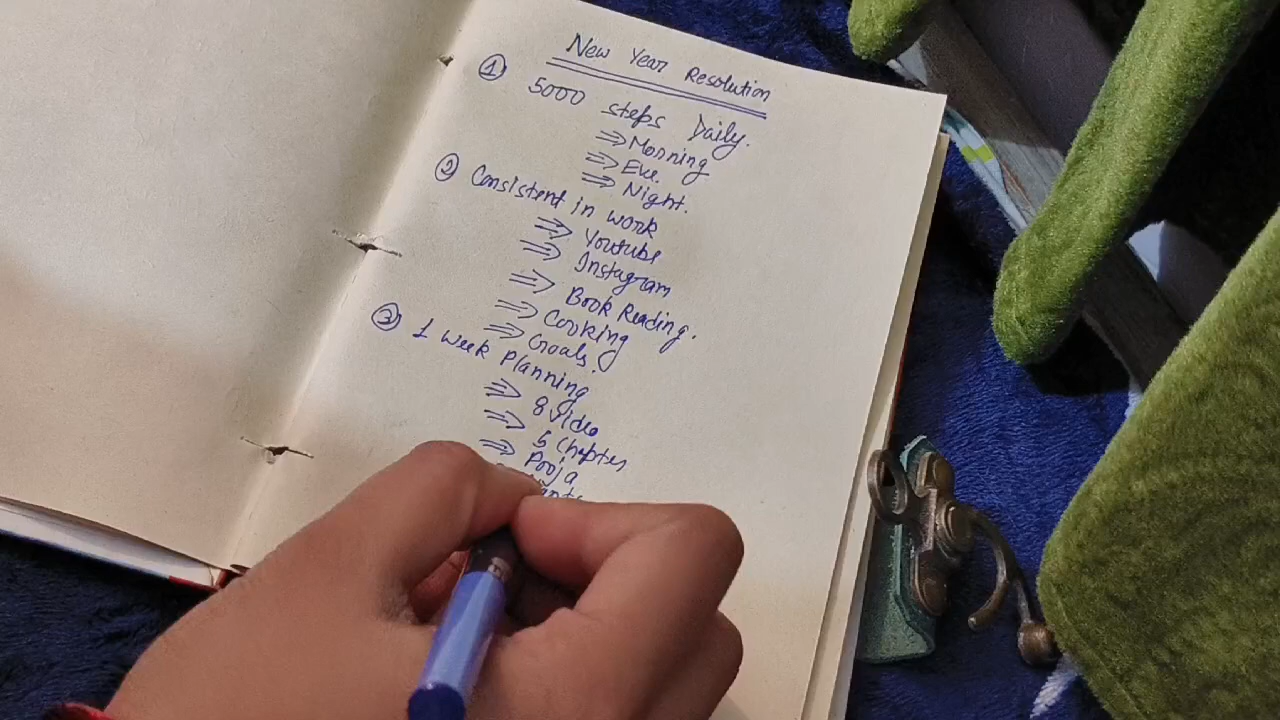 New Year Resolution
① 5000 steps Daily.
⇒ Morning
⇒ Eve.
⇒ Night.
② Consistent in work
⇒ Youtube
⇒ Instagram
⇒ Book Reading.
⇒ Cooking
⇒ Goals.
③ 1 week Planning
⇒ 8 Video
⇒ 5 Chapter
⇒ Pooja